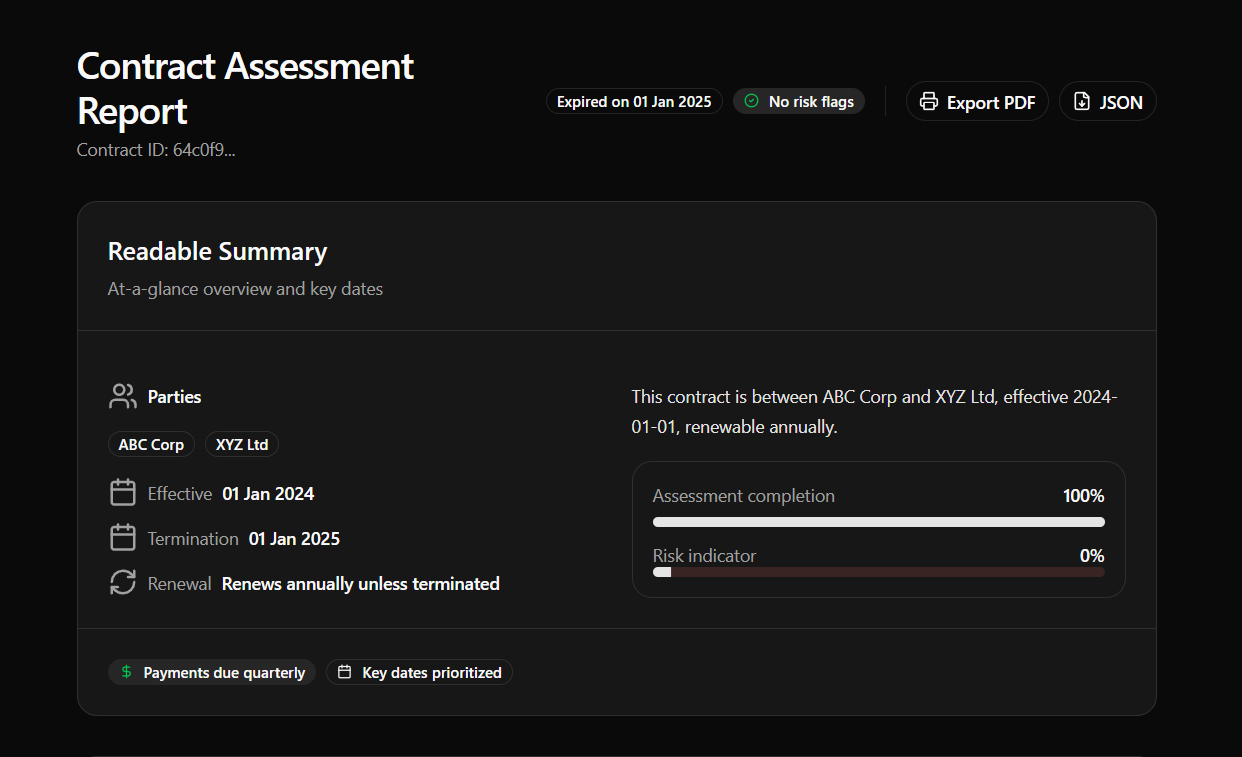 Contract Assessment
Report
Contract ID: 64c0f9...
Expired on 01 Jan 2025
No risk flags
Export PDF
JSON
Readable Summary
At-a-glance overview and key dates
Parties
ABC Corp
XYZ Ltd
Effective 01 Jan 2024
Termination 01 Jan 2025
Renewal Renews annually unless terminated
This contract is between ABC Corp and XYZ Ltd, effective 2024-
01-01, renewable annually.
Assessment completion 100%
Risk indicator 0%
$ Payments due quarterly
Key dates prioritized